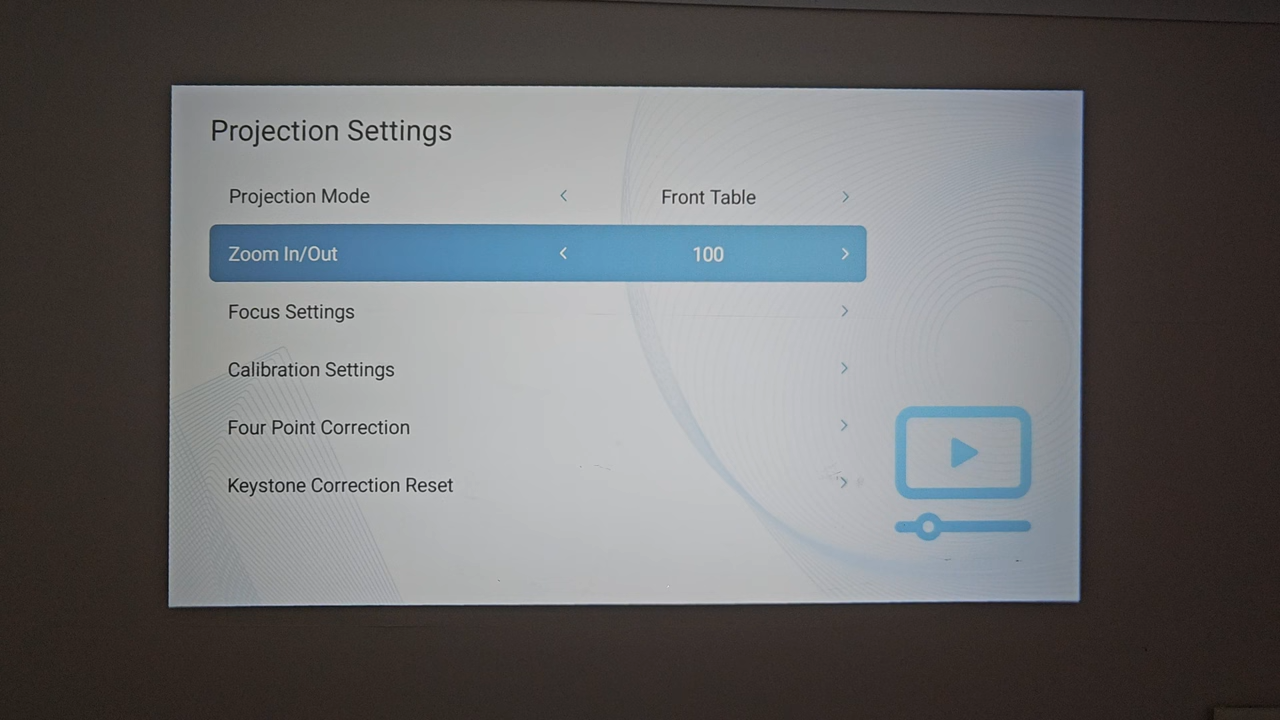 Projection Settings
Projection Mode < Front Table >
Zoom In/Out < 100 >
Focus Settings >
Calibration Settings >
Four Point Correction >
Keystone Correction Reset >